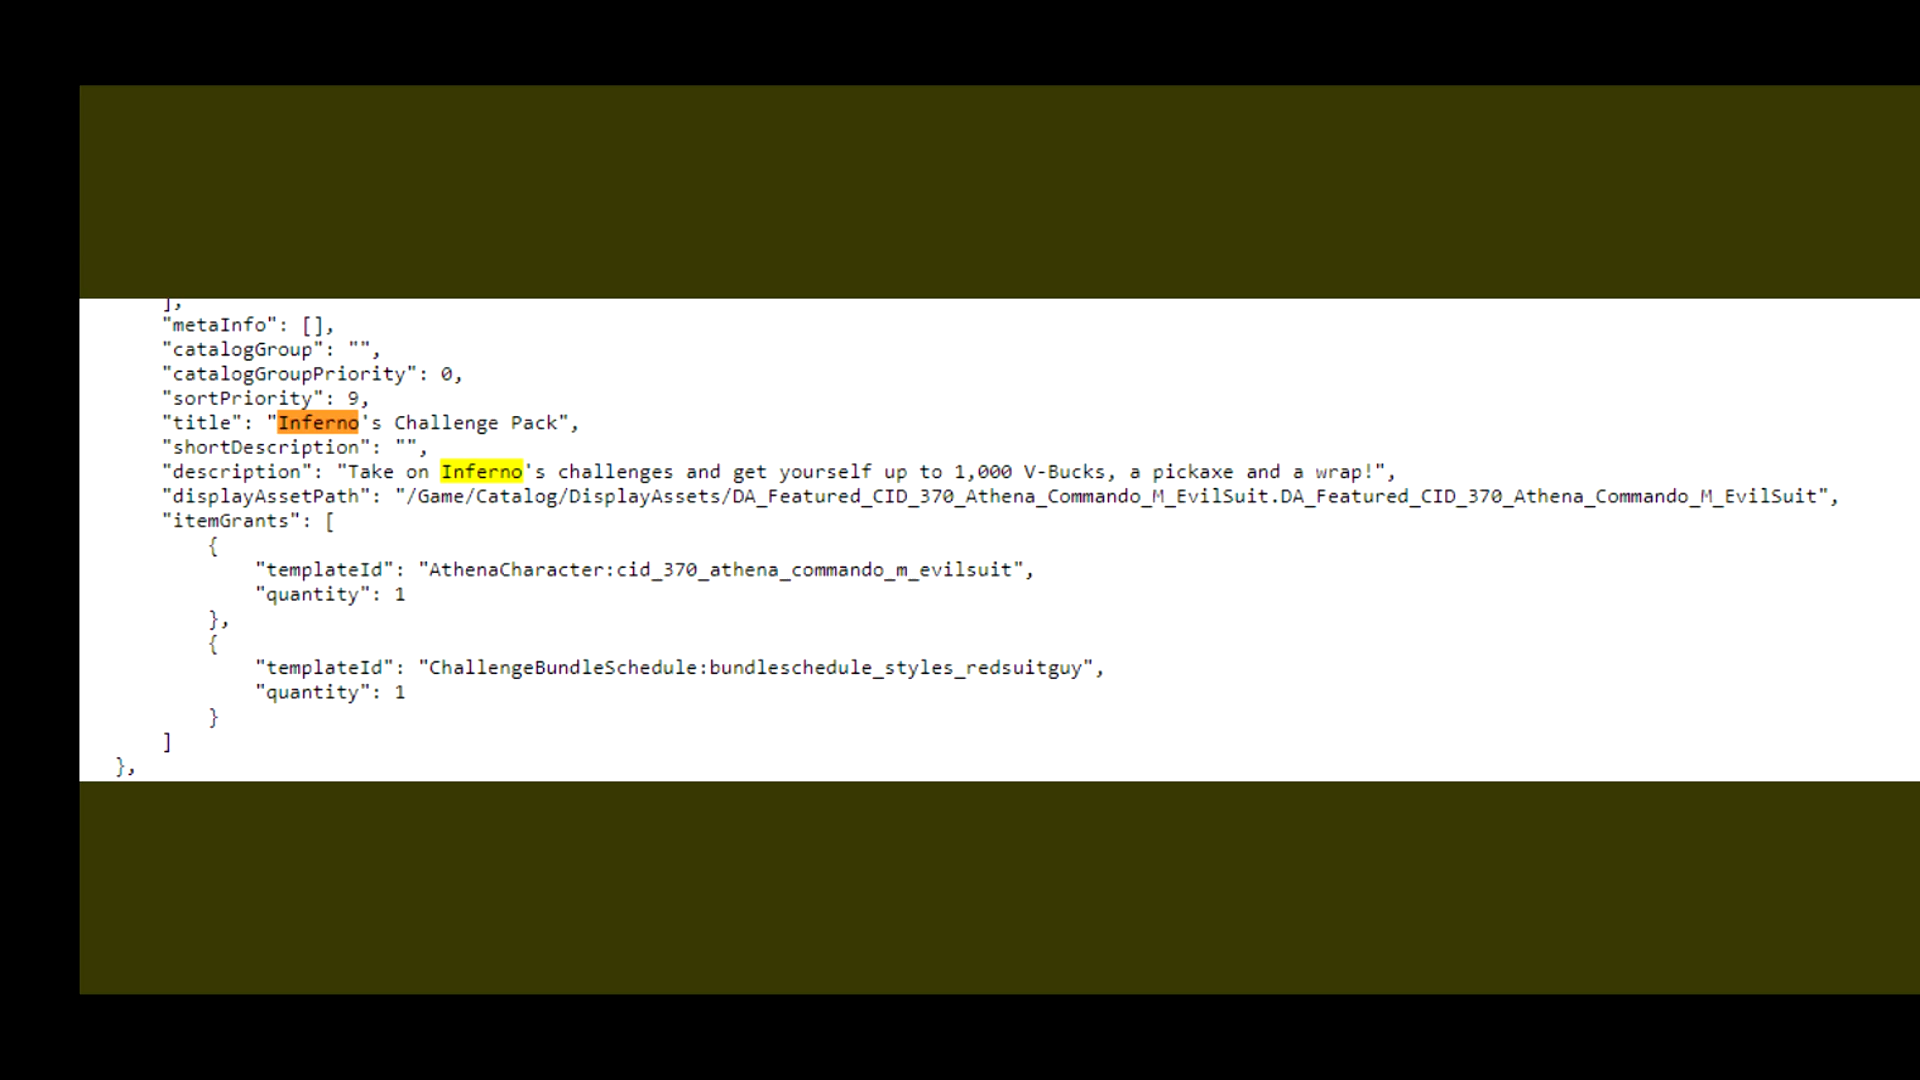 ],
"metaInfo": [],
"catalogGroup": "",
"catalogGroupPriority": 0,
"sortPriority": 9,
"title": "Inferno's Challenge Pack",
"shortDescription": "",
"description": "Take on Inferno's challenges and get yourself up to 1,000 V-Bucks, a pickaxe and a wrap!",
"displayAssetPath": "/Game/Catalog/DisplayAssets/DA_Featured_CID_370_Athena_Commando_M_EvilSuit.DA_Featured_CID_370_Athena_Commando_M_EvilSuit",
"itemGrants": [
{
"templateId": "AthenaCharacter:cid_370_athena_commando_m_evilsuit",
"quantity": 1
},
{
"templateId": "ChallengeBundleSchedule:bundleschedule_styles_redsuitguy",
"quantity": 1
}
]
},